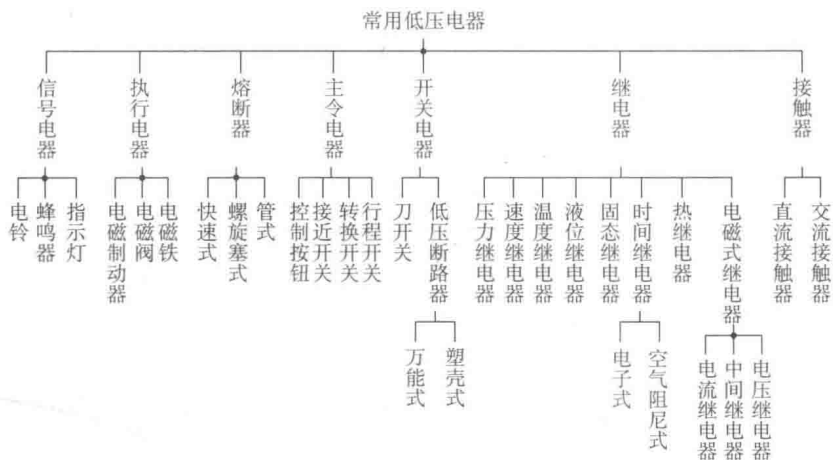 常用低压电器
信号电器
执行电器
熔断器
主令电器
开关电器
继电器
接触器
电铃
蜂鸣器
指示灯
电磁制动器
电磁阀
电磁铁
快速式
螺旋塞式
管式
控制按钮
接近开关
转换开关
行程开关
刀开关
低压断路器
压力继电器
速度继电器
温度继电器
液位继电器
固态继电器
时间继电器
热继电器
电磁式继电器
直流接触器
交流接触器
万能式
塑壳式
电子式
空气阻尼式
电流继电器
中间继电器
电压继电器